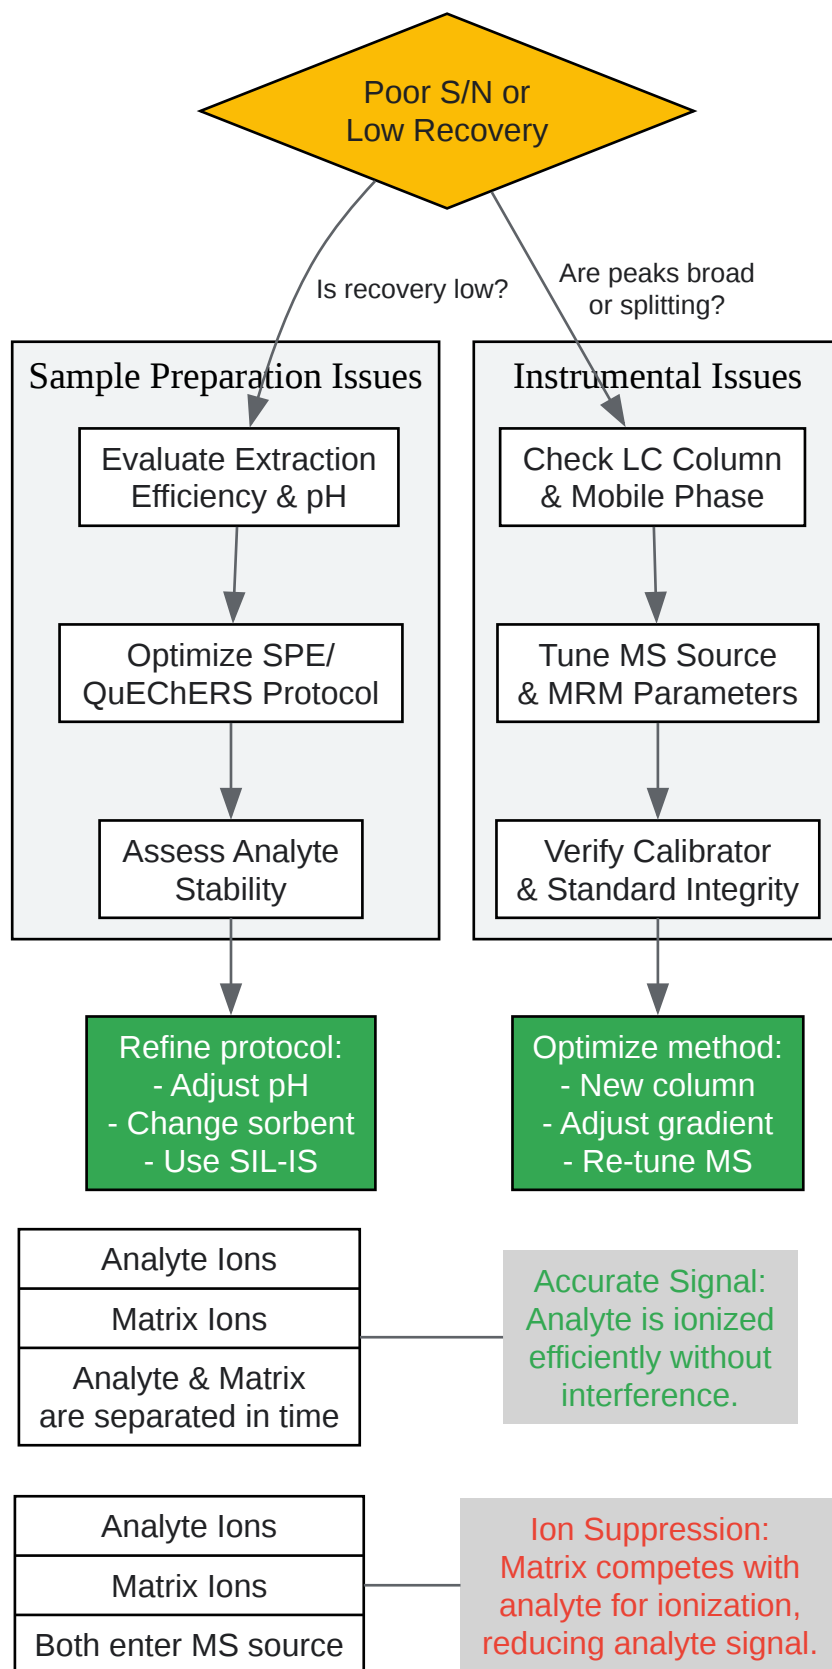 Poor S/N or
Low Recovery
Is recovery low?
Are peaks broad
or splitting?
Sample Preparation Issues
Evaluate Extraction
Efficiency & pH
Optimize SPE/
QuEChERS Protocol
Assess Analyte
Stability
Instrumental Issues
Check LC Column
& Mobile Phase
Tune MS Source
& MRM Parameters
Verify Calibrator
& Standard Integrity
Refine protocol:
- Adjust pH
- Change sorbent
- Use SIL-IS
Optimize method:
- New column
- Adjust gradient
- Re-tune MS
Analyte Ions
Matrix Ions
Analyte & Matrix
are separated in time
Accurate Signal:
Analyte is ionized
efficiently without
interference.
Analyte Ions
Matrix Ions
Both enter MS source
Ion Suppression:
Matrix competes with
analyte for ionization,
reducing analyte signal.